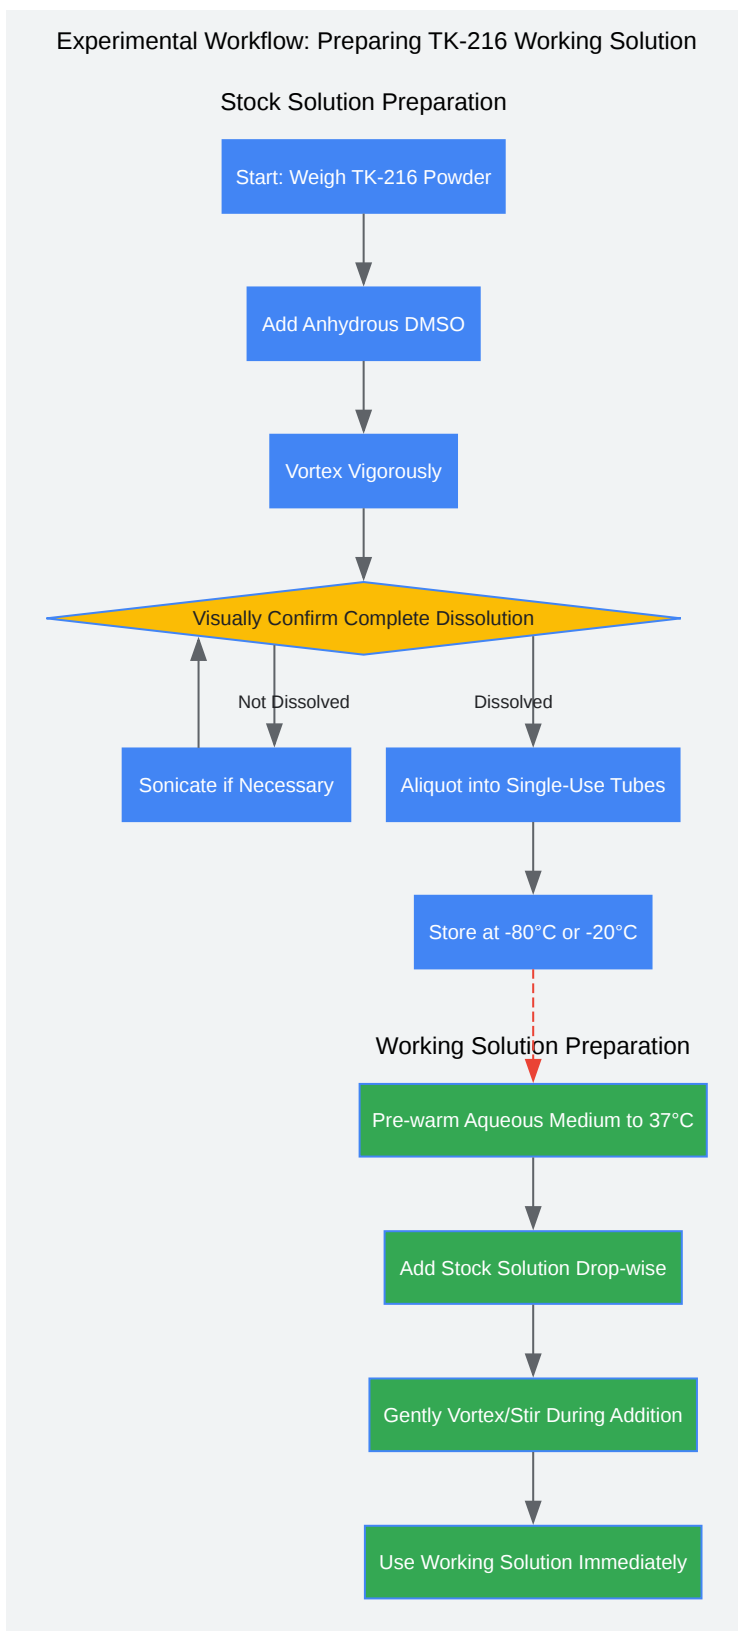 Experimental Workflow: Preparing TK-216 Working Solution
Stock Solution Preparation
Start: Weigh TK-216 Powder
Add Anhydrous DMSO
Vortex Vigorously
Visually Confirm Complete Dissolution
Not Dissolved
Dissolved
Sonicate if Necessary
Aliquot into Single-Use Tubes
Store at -80°C or -20°C
Working Solution Preparation
Pre-warm Aqueous Medium to 37°C
Add Stock Solution Drop-wise
Gently Vortex/Stir During Addition
Use Working Solution Immediately